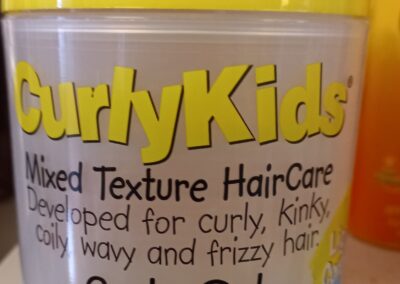 CurlyKids®
Mixed Texture HairCare
Developed for curly, kinky,
coily, wavy and frizzy hair.